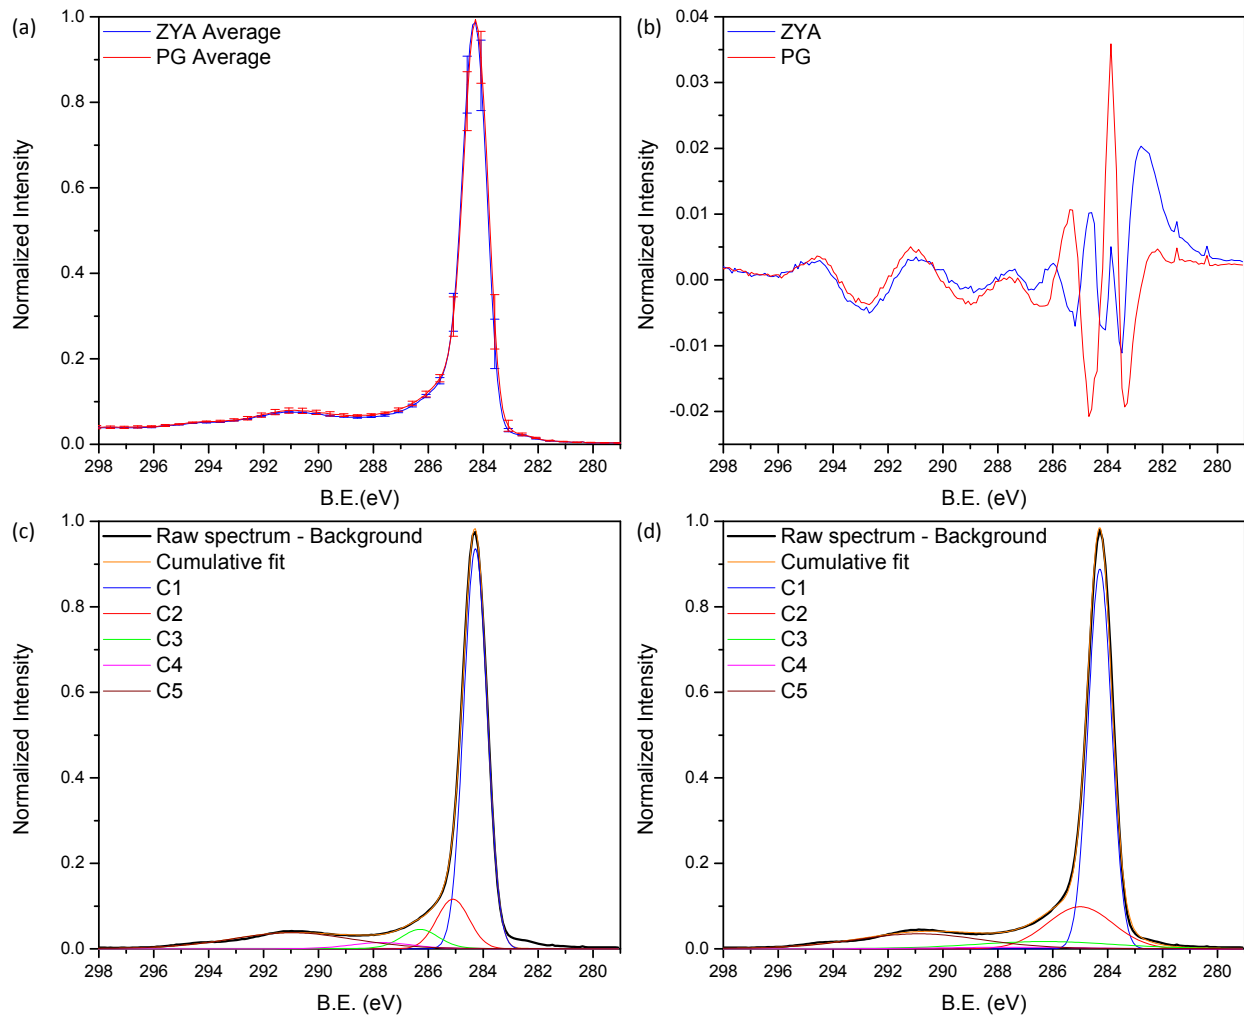 (a)
ZYA Average
PG Average
1.0
0.8
0.6
0.4
0.2
0.0
Normalized Intensity
298 296 294 292 290 288 286 284 282 280
B.E.(eV)
(b)
ZYA
PG
0.04
0.03
0.02
0.01
0.00
-0.01
-0.02
Normalized Intensity
298 296 294 292 290 288 286 284 282 280
B.E. (eV)
(c)
Raw spectrum - Background
Cumulative fit
C1
C2
C3
C4
C5
1.0
0.8
0.6
0.4
0.2
0.0
Normalized Intensity
298 296 294 292 290 288 286 284 282 280
B.E. (eV)
(d)
Raw spectrum - Background
Cumulative fit
C1
C2
C3
C4
C5
1.0
0.8
0.6
0.4
0.2
0.0
Normalized Intensity
298 296 294 292 290 288 286 284 282 280
B.E. (eV)